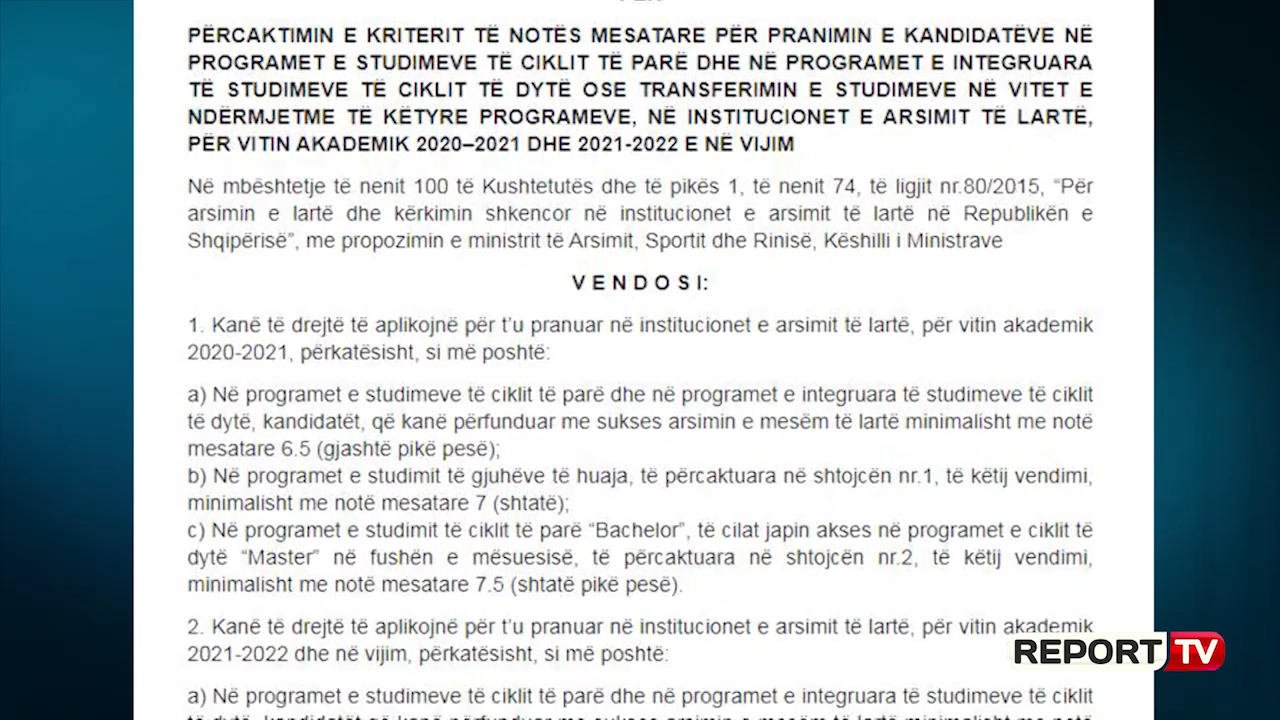 PËRCAKTIMIN E KRITERIT TË NOTËS MESATARE PËR PRANIMIN E KANDIDATËVE NË
PROGRAMET E STUDIMEVE TË CIKLIT TË PARË DHE NË PROGRAMET E INTEGRUARA
TË STUDIMEVE TË CIKLIT TË DYTË OSE TRANSFERIMIN E STUDIMEVE NË VITET E
NDËRMJETME TË KËTYRE PROGRAMEVE, NË INSTITUCIONET E ARSIMIT TË LARTË,
PËR VITIN AKADEMIK 2020–2021 DHE 2021-2022 E NË VIJIM
Në mbështetje të nenit 100 të Kushtetutës dhe të pikës 1, të nenit 74, të ligjit nr.80/2015, “Për
arsimin e lartë dhe kërkimin shkencor në institucionet e arsimit të lartë në Republikën e
Shqipërisë”, me propozimin e ministrit të Arsimit, Sportit dhe Rinisë, Këshilli i Ministrave
V E N D O S I:
1. Kanë të drejtë të aplikojnë për t’u pranuar në institucionet e arsimit të lartë, për vitin akademik
2020-2021, përkatësisht, si më poshtë:
a) Në programet e studimeve të ciklit të parë dhe në programet e integruara të studimeve të ciklit
të dytë, kandidatët, që kanë përfunduar me sukses arsimin e mesëm të lartë minimalisht me notë
mesatare 6.5 (gjashtë pikë pesë);
b) Në programet e studimit të gjuhëve të huaja, të përcaktuara në shtojcën nr.1, të këtij vendimi,
minimalisht me notë mesatare 7 (shtatë);
c) Në programet e studimit të ciklit të parë “Bachelor”, të cilat japin akses në programet e ciklit të
dytë “Master” në fushën e mësuesisë, të përcaktuara në shtojcën nr.2, të këtij vendimi,
minimalisht me notë mesatare 7.5 (shtatë pikë pesë).
2. Kanë të drejtë të aplikojnë për t’u pranuar në institucionet e arsimit të lartë, për vitin akademik
2021-2022 dhe në vijim, përkatësisht, si më poshtë:
REPORT TV
a) Në programet e studimeve të ciklit të parë dhe në programet e integruara të studimeve të ciklit